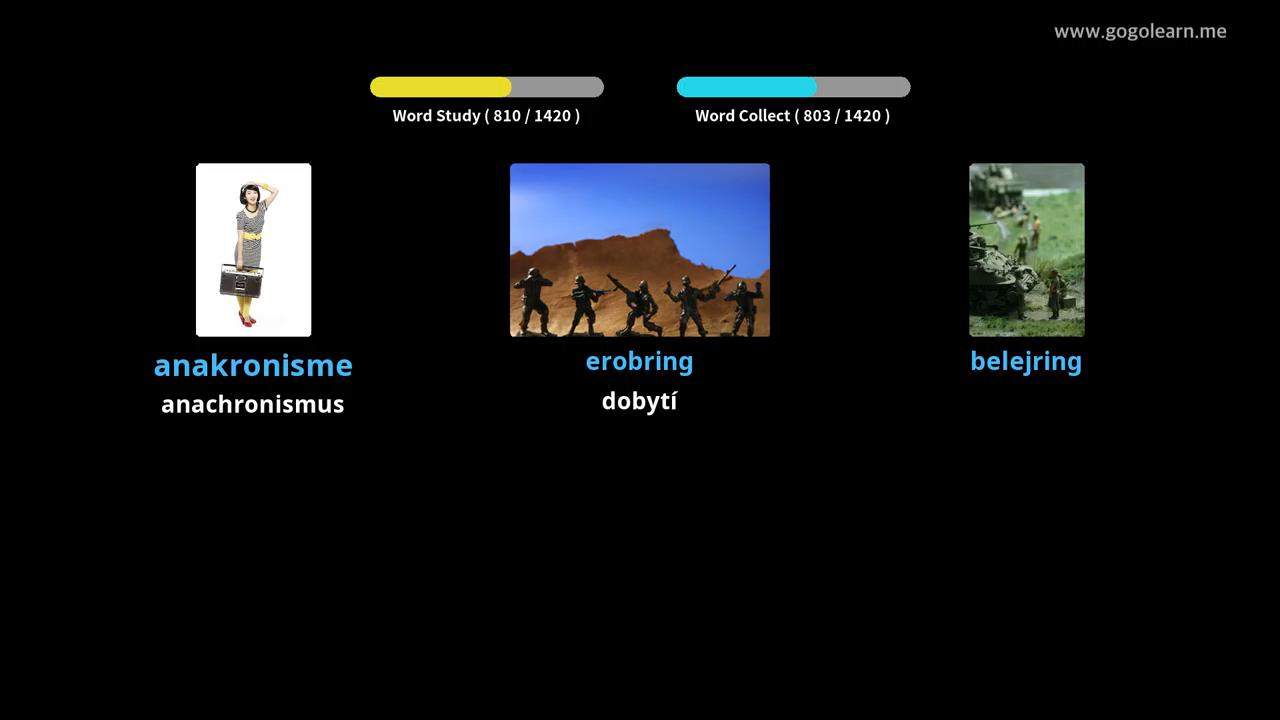 www.gogolearn.me
Word Study ( 810 / 1420 )
Word Collect ( 803 / 1420 )
anakronisme
anachronismus
erobring
dobytí
belejring